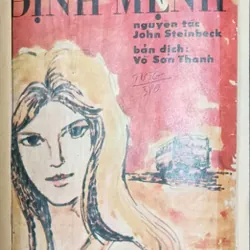 ĐỊNH MỆNH
nguyên tác
John Steinbeck
bản dịch:
Võ Sơn Thanh